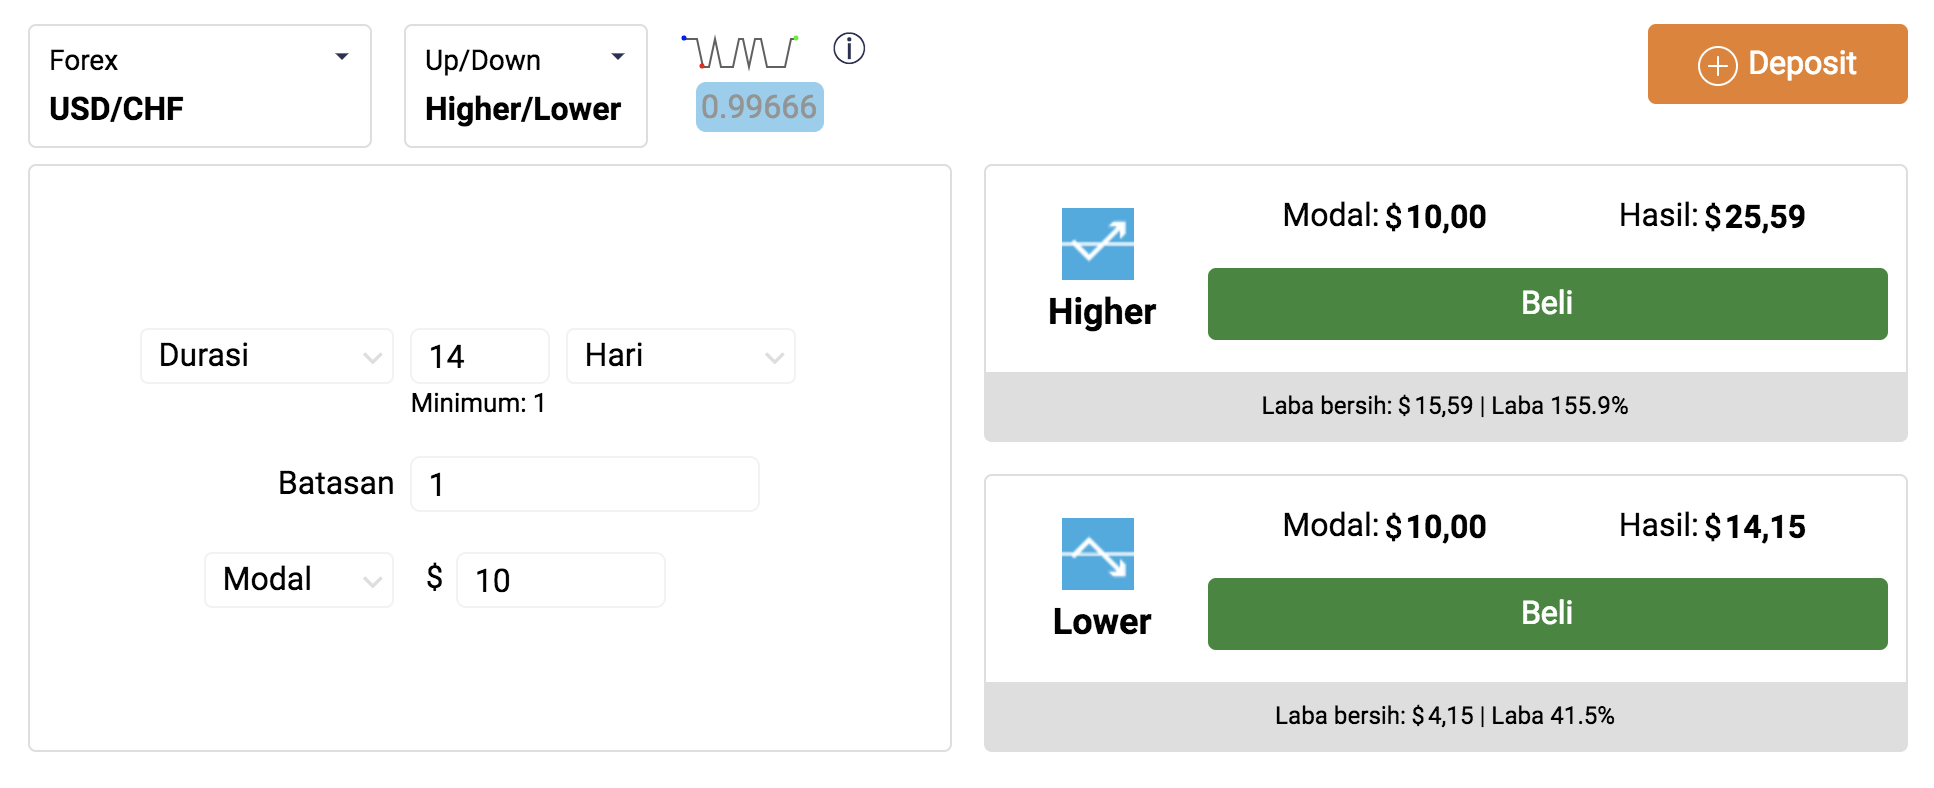 Forex
USD/CHF
Up/Down
Higher/Lower
0.99666
Deposit
Durasi
14
Hari
Minimum: 1
Batasan
1
Modal
$
10
Modal: $10,00
Hasil: $25,59
Higher
Beli
Laba bersih: $15,59 | Laba 155.9%
Modal: $10,00
Hasil: $14,15
Lower
Beli
Laba bersih: $4,15 | Laba 41.5%